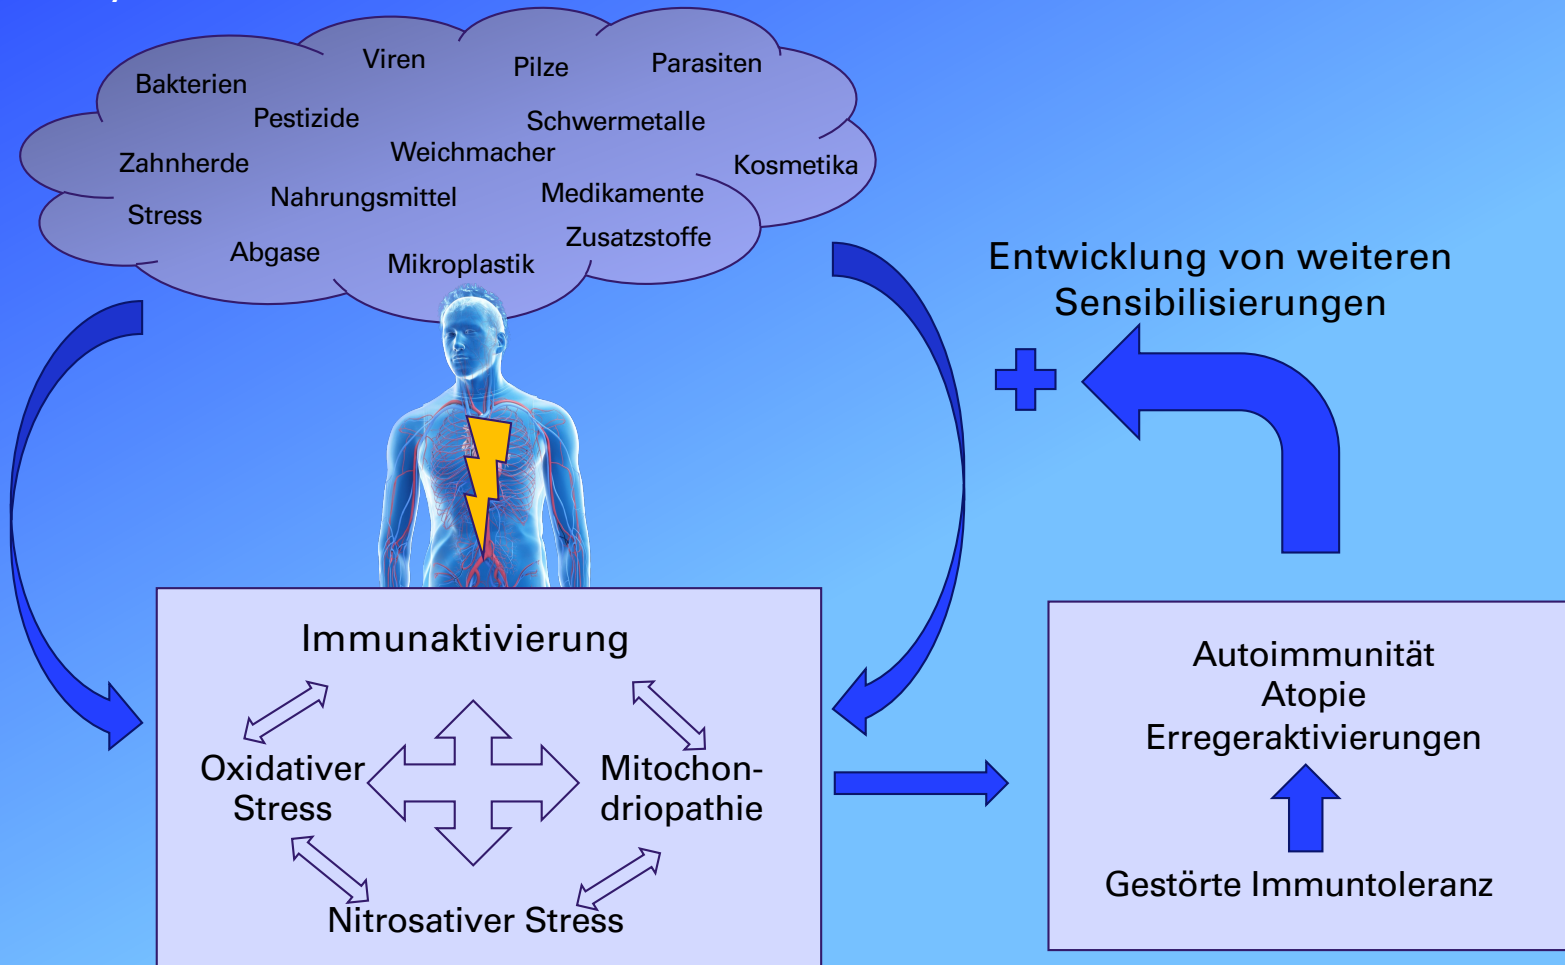 Viren
Pilze
Parasiten
Bakterien
Pestizide
Schwermetalle
Weichmacher
Zahnherde
Kosmetika
Nahrungsmittel
Medikamente
Stress
Zusatzstoffe
Abgase
Mikroplastik
Entwicklung von weiteren
Sensibilisierungen
Immunaktivierung
Oxidativer
Stress
Mitochon-
driopathie
Nitrosativer Stress
Autoimmunität
Atopie
Erregeraktivierungen
Gestörte Immuntoleranz